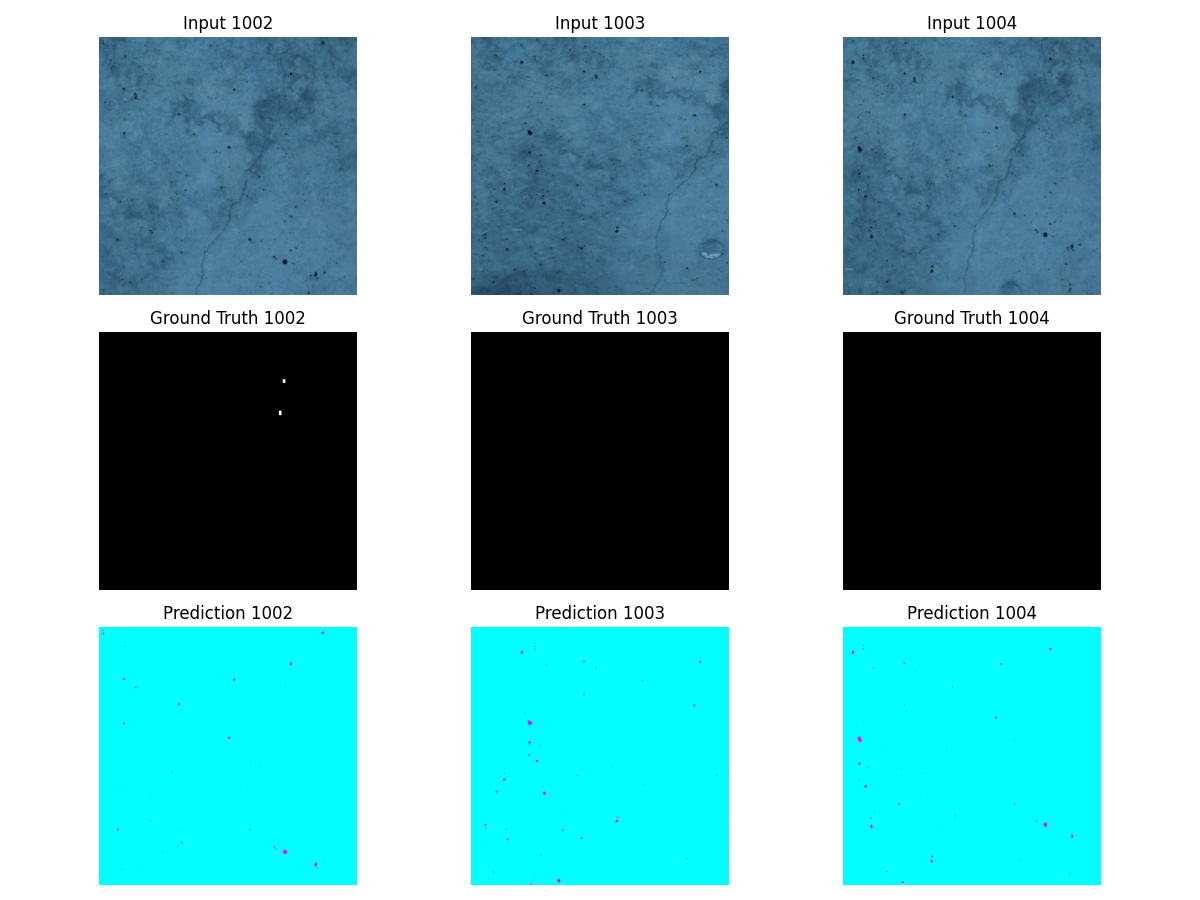 Input 1002
Input 1003
Input 1004
Ground Truth 1002
Ground Truth 1003
Ground Truth 1004
Prediction 1002
Prediction 1003
Prediction 1004